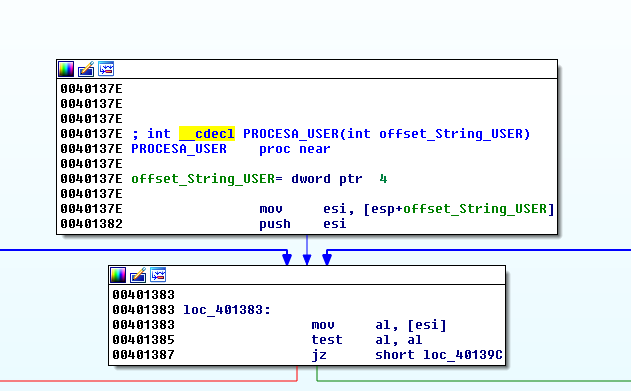 0040137E
0040137E
0040137E
0040137E ; int __cdecl PROCESA_USER(int offset_String_USER)
0040137E PROCESA_USER    proc near
0040137E
0040137E offset_String_USER= dword ptr  4
0040137E
0040137E                 mov     esi, [esp+offset_String_USER]
00401382                 push    esi
00401383
00401383 loc_401383:
00401383                 mov     al, [esi]
00401385                 test    al, al
00401387                 jz      short loc_40139C